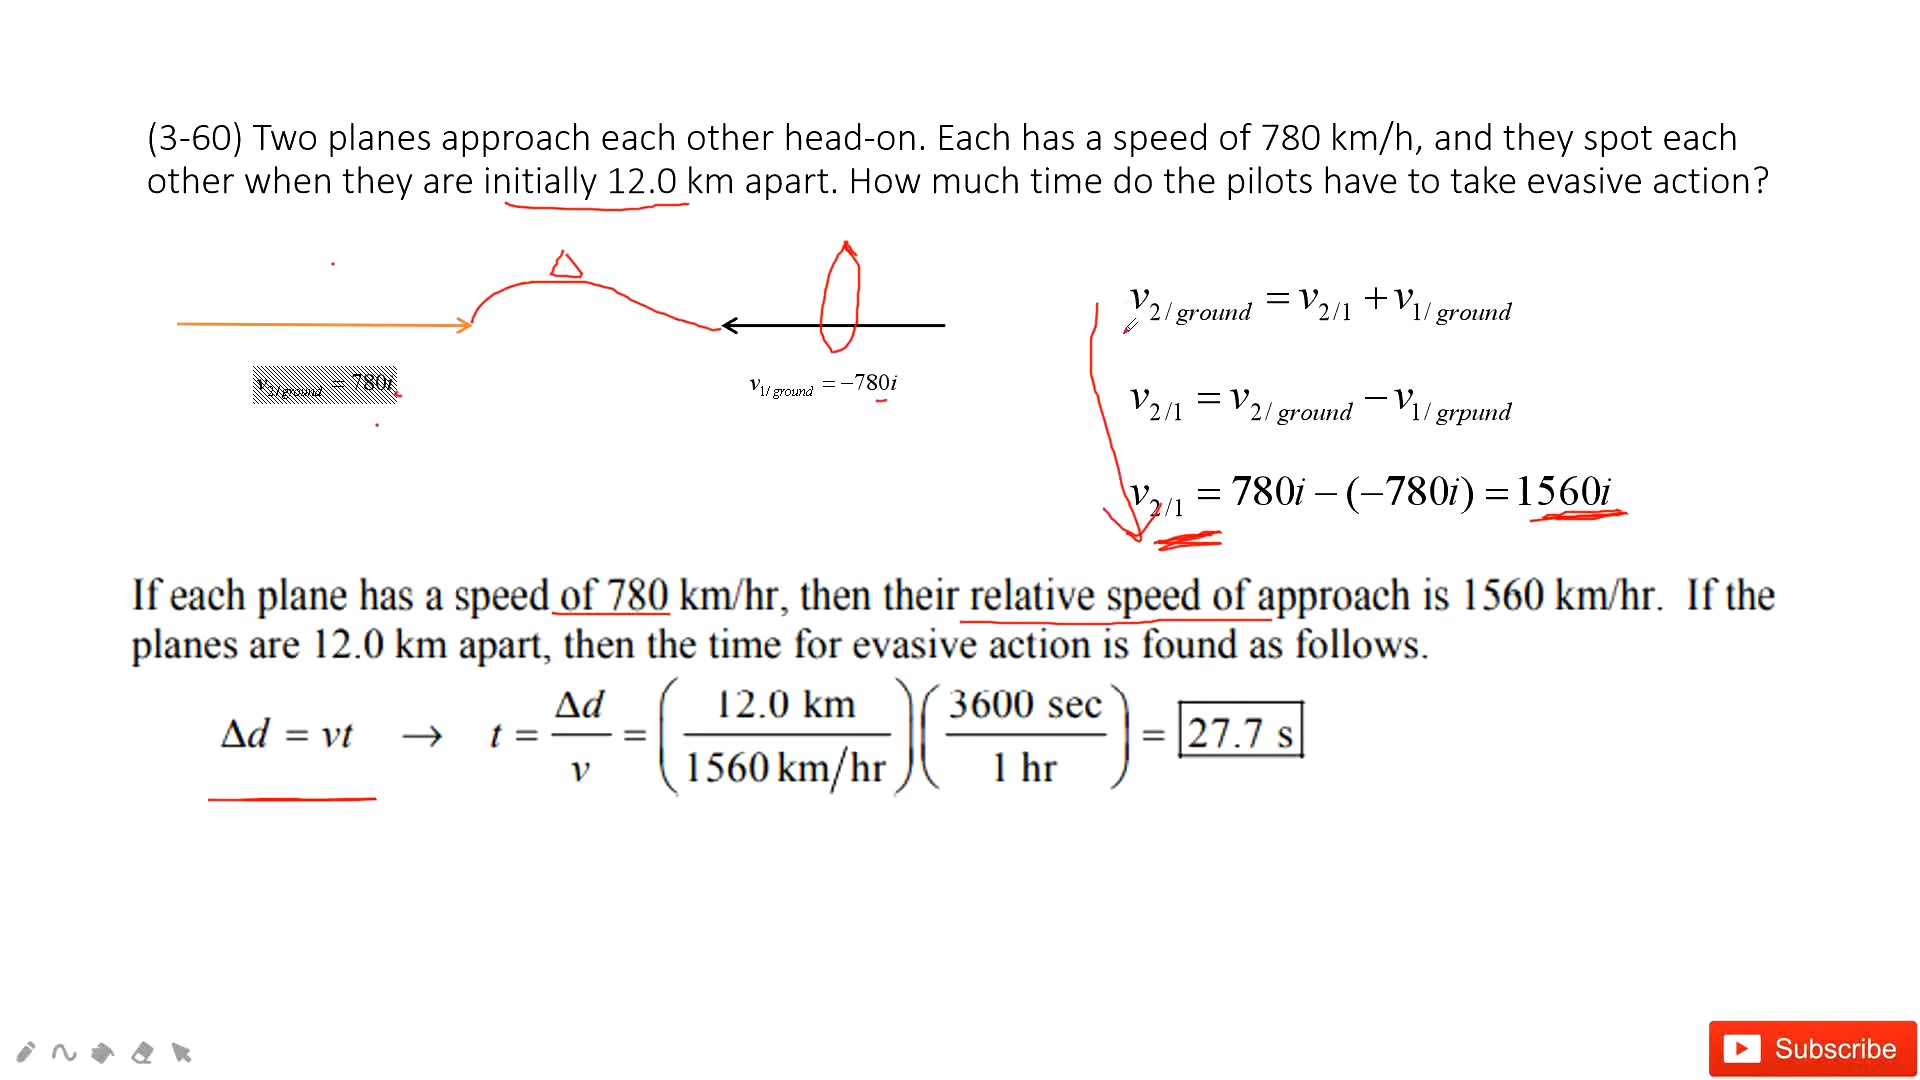 (3-60) Two planes approach each other head-on. Each has a speed of 780 km/h, and they spot each
other when they are initially 12.0 km apart. How much time do the pilots have to take evasive action?
Δ
v2/ground = 780i
v1/ground = −780i
v2/ground = v2/1 + v1/ground
v2/1 = v2/ground − v1/grpund
v2/1 = 780i − (−780i) = 1560i
If each plane has a speed of 780 km/hr, then their relative speed of approach is 1560 km/hr. If the
planes are 12.0 km apart, then the time for evasive action is found as follows.
Δd = vt → t = Δd/v = (12.0 km / 1560 km/hr) (3600 sec / 1 hr) = 27.7 s
Subscribe